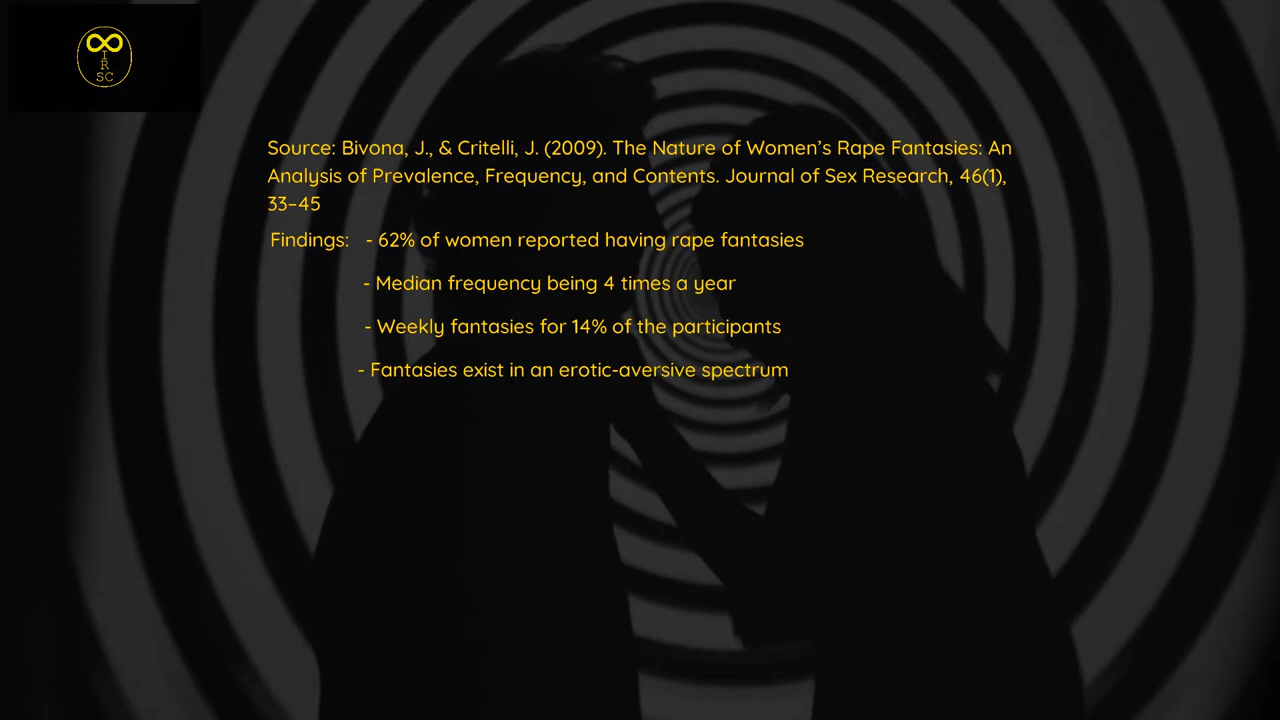 ∞
I
R
SC
Source: Bivona, J., & Critelli, J. (2009). The Nature of Women's Rape Fantasies: An
Analysis of Prevalence, Frequency, and Contents. Journal of Sex Research, 46(1),
33–45
Findings: - 62% of women reported having rape fantasies
- Median frequency being 4 times a year
- Weekly fantasies for 14% of the participants
- Fantasies exist in an erotic-aversive spectrum